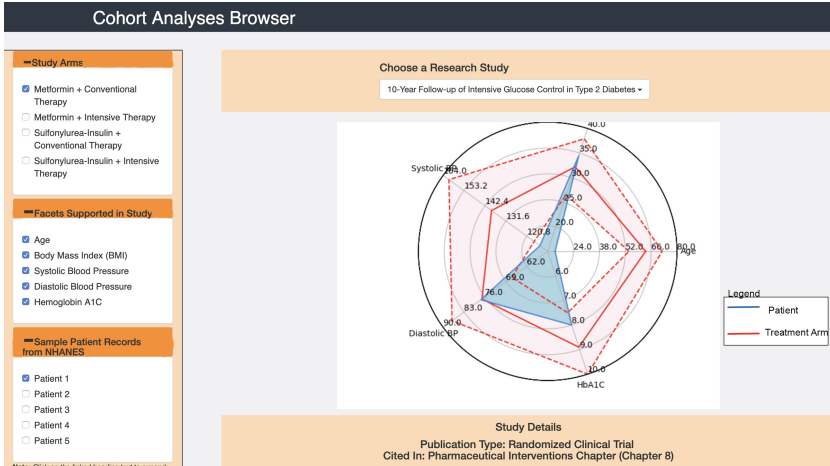 Cohort Analyses Browser
Study Arms
Metformin + Conventional
Therapy
Metformin + Intensive Therapy
Sulfonylurea-Insulin +
Conventional Therapy
Sulfonylurea-Insulin + Intensive
Therapy
Facets Supported in Study
Age
Body Mass Index (BMI)
Systolic Blood Pressure
Diastolic Blood Pressure
Hemoglobin A1C
Sample Patient Records
from NHANES
Patient 1
Patient 2
Patient 3
Patient 4
Patient 5
Choose a Research Study
10-Year Follow-up of Intensive Glucose Control in Type 2 Diabetes
40.0
35.0
30.0
25.0
20.0
Systolic BP
164.0
153.2
142.4
131.6
120.8
24.0 38.0 52.0 66.0 80.0
Age
62.0
69.0
76.0
83.0
90.0
Diastolic BP
6.0
7.0
8.0
9.0
10.0
HbA1C
Legend
Patient
Treatment Arm
Study Details
Publication Type: Randomized Clinical Trial
Cited In: Pharmaceutical Interventions Chapter (Chapter 8)